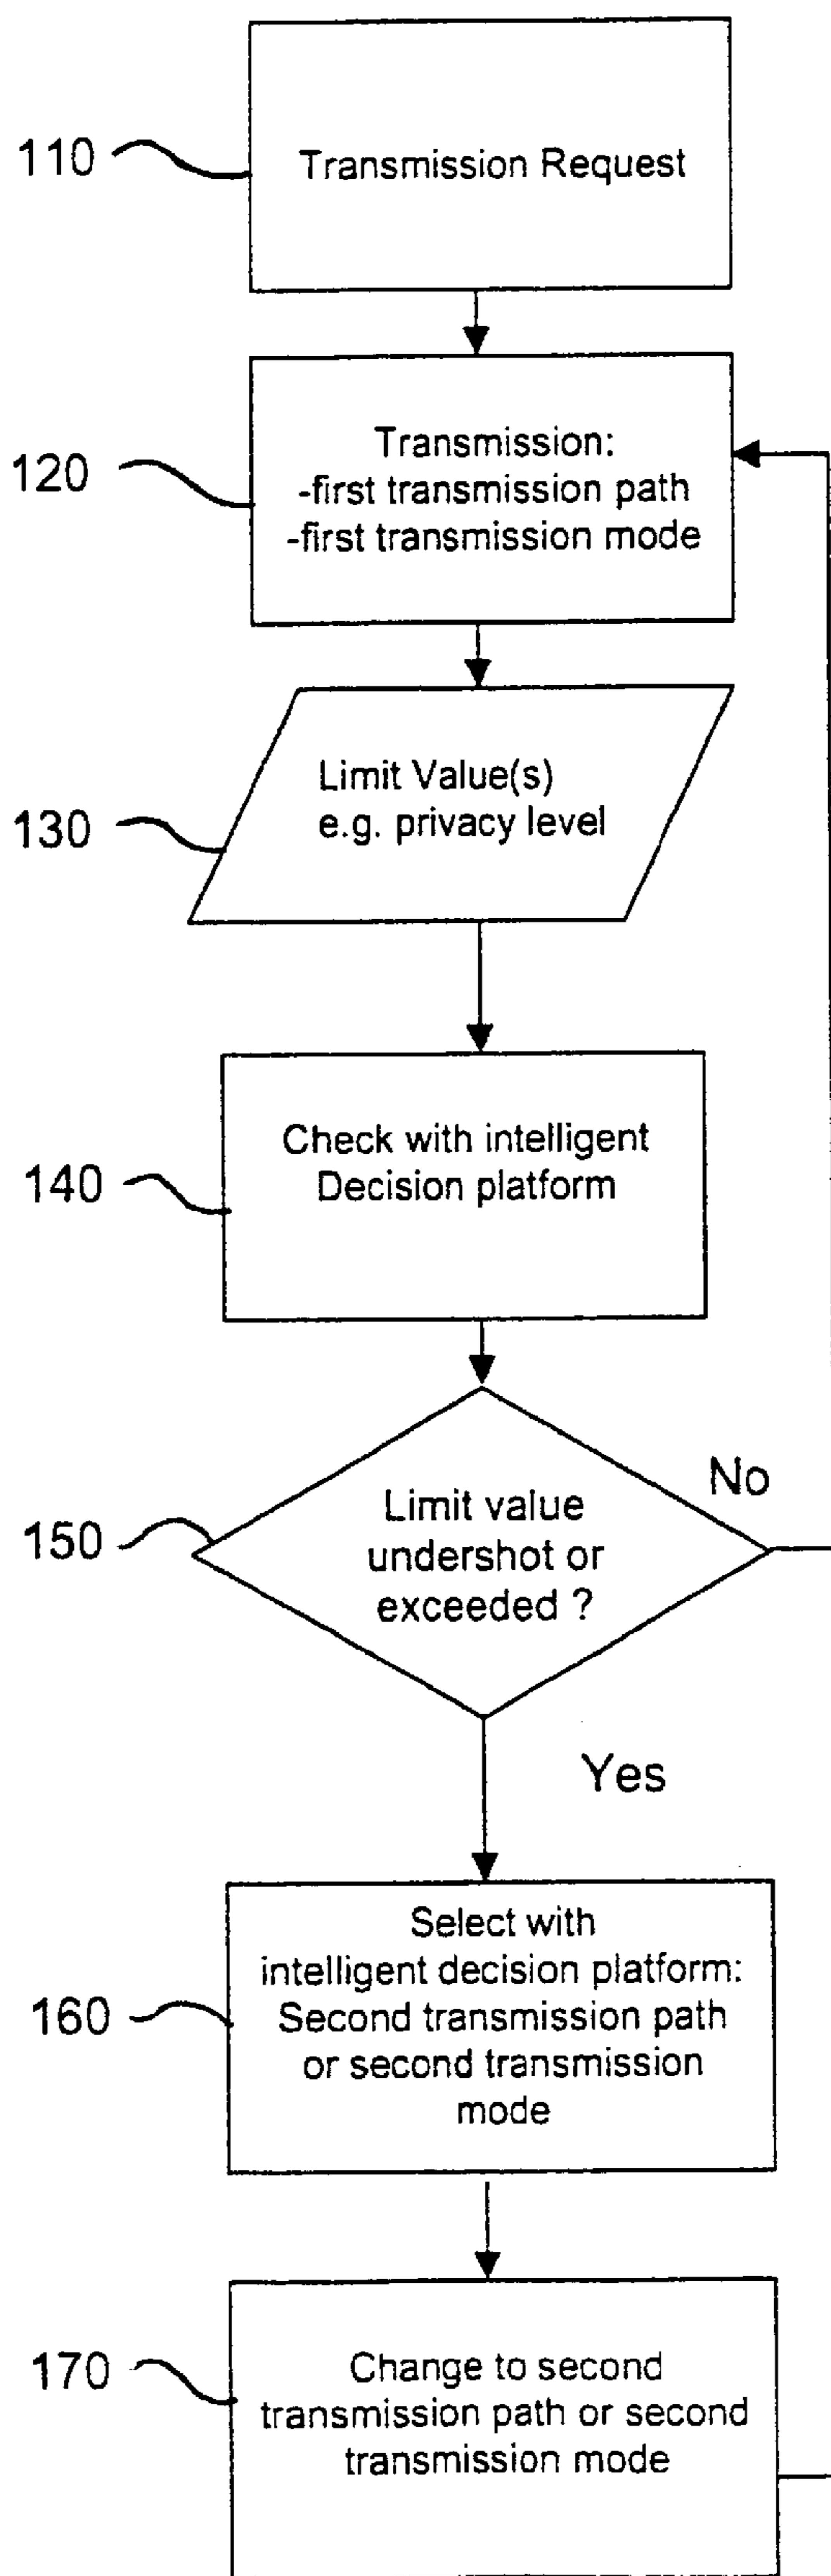 110
Transmission Request
120
Transmission:
-first transmission path
-first transmission mode
130
Limit Value(s)
e.g. privacy level
140
Check with intelligent
Decision platform
150
Limit value
undershot or
exceeded ?
No
Yes
160
Select with
intelligent decision platform:
Second transmission path
or second transmission
mode
170
Change to second
transmission path or second
transmission mode